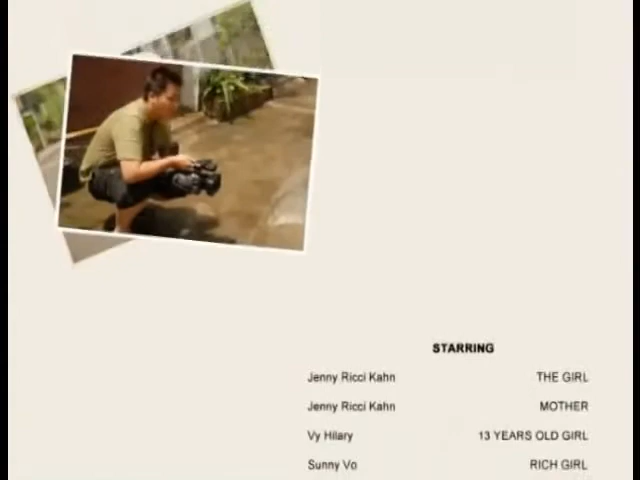 STARRING
Jenny Ricci Kahn THE GIRL
Jenny Ricci Kahn MOTHER
Vy Hilary 13 YEARS OLD GIRL
Sunny Vo RICH GIRL